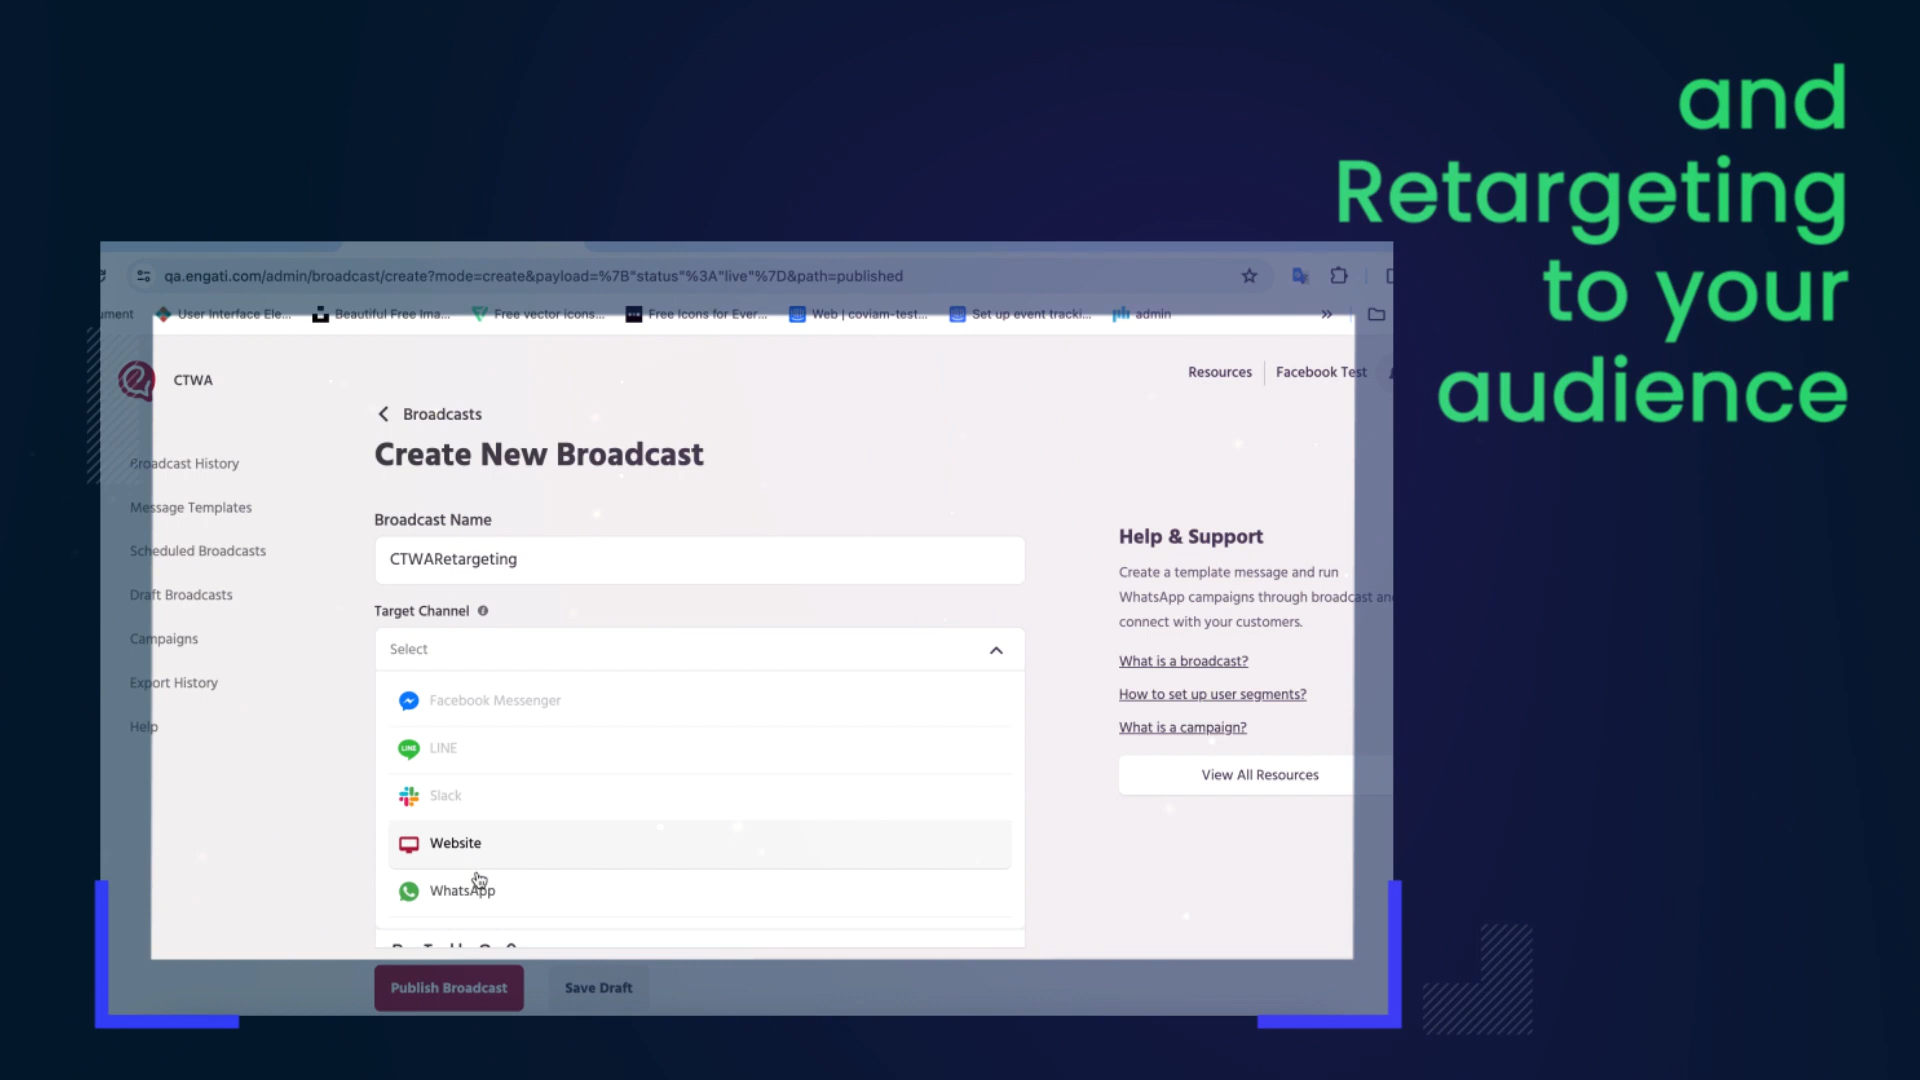 and
Retargeting
to your
audience
qa.engati.com/admin/broadcast/create?mode=create&payload=%7B"status"%3A"live"%7D&path=published
ument
User Interface Ele...
Beautiful Free Ima...
Free vector icons...
Free Icons for Ever...
Web | coviam-test...
Set up event tracki...
admin
CTWA
Resources
Facebook Test
Broadcasts
Create New Broadcast
Broadcast History
Message Templates
Scheduled Broadcasts
Draft Broadcasts
Campaigns
Export History
Help
Broadcast Name
CTWARetargeting
Target Channel
Select
Facebook Messenger
LINE
Slack
Website
WhatsApp
Help & Support
Create a template message and run
WhatsApp campaigns through broadcast and
connect with your customers.
What is a broadcast?
How to set up user segments?
What is a campaign?
View All Resources
Publish Broadcast
Save Draft